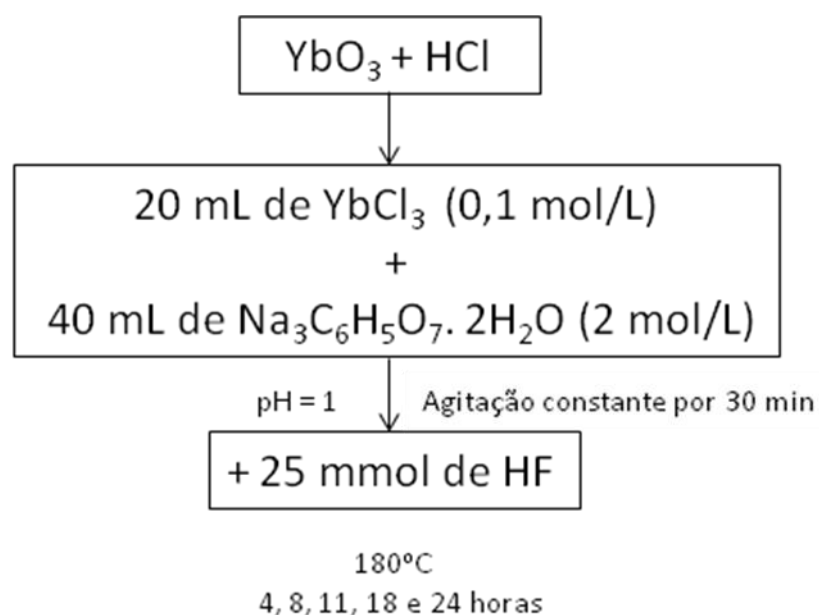 YbO₃ + HCl
20 mL de YbCl₃ (0,1 mol/L)
+
40 mL de Na₃C₆H₅O₇. 2H₂O (2 mol/L)
pH = 1 Agitação constante por 30 min
+ 25 mmol de HF
180ºC
4, 8, 11, 18 e 24 horas